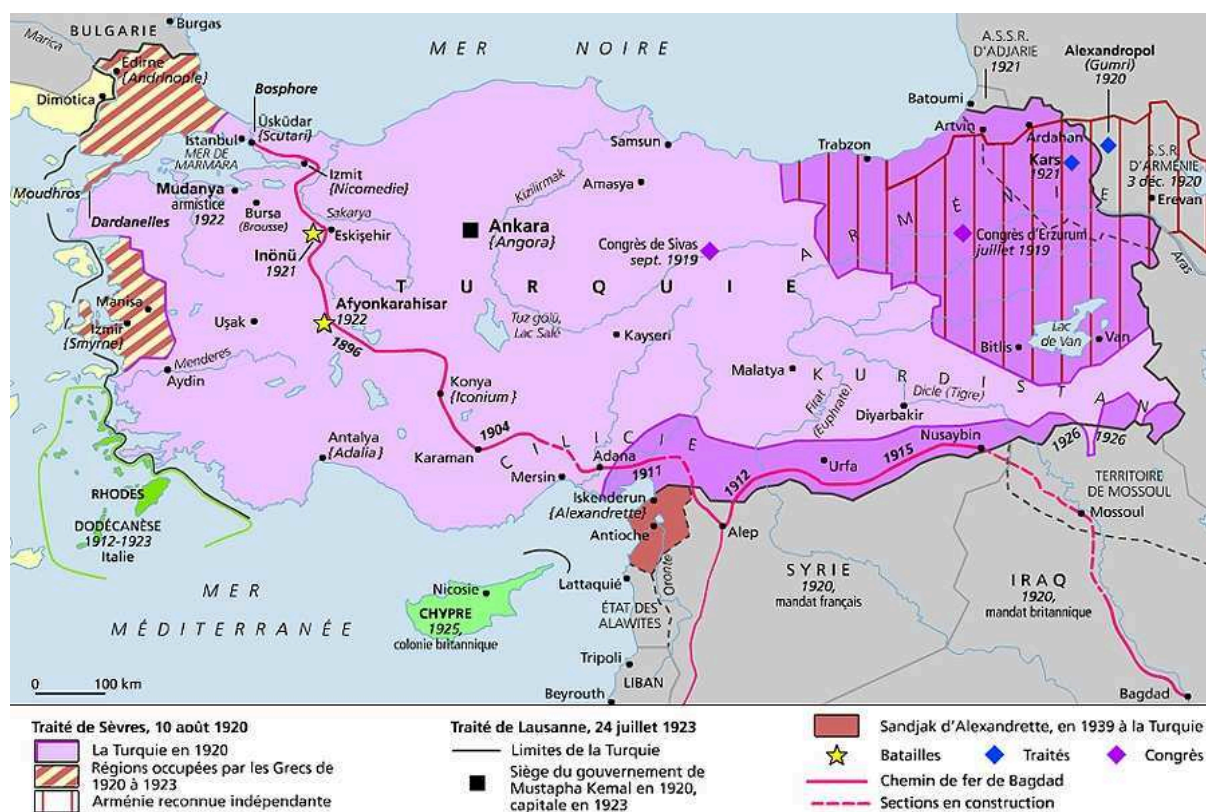 BULGARIE
Burgas
Marica
Edirne
{Andrinople}
Dimotica
MER NOIRE
A.S.S.R.
D'ADJARIE
1921
Alexandropol
(Gumri)
1920
Bosphore
Üsküdar
{Scutari}
Istanbul
MER DE
MARMARA
Izmit
{Nicomedie}
Moudhros
Mudanya
armistice
1922
Dardanelles
Bursa
(Brousse)
Sakarya
Eskişehir
Inönü
1921
Samsun
Kizilirmak
Amasya
Ankara
{Angora}
Congrès de Sivas
sept. 1919
Batoumi
Artvin
Ardahan
Trabzon
Kars
1921
S.S.R.
D'ARMÉNIE
3 déc. 1920
Erevan
Aras
ARMÉNIE
Congrès d'Erzurum
juillet 1919
TURQUIE
Manisa
Izmir
{Smyrne}
Uşak
Afyonkarahisar
1922
1896
Tuz gölü,
Lac Salé
Kayseri
Lac
de Van
Van
Bitlis
Menderes
Aydin
Konya
{Iconium}
Malatya
KURDISTAN
Firat
(Euphrate)
Dicle (Tigre)
Diyarbakir
Antalya
{Adalia}
1904
Karaman
CILICIE
Adana
Mersin
1911
1912
Urfa
1915
Nusaybin
1926
1926
RHODES
DODÉCANÈSE
1912-1923
Italie
Iskenderun
{Alexandrette}
Antioche
Alep
TERRITOIRE
DE MOSSOUL
Mossoul
MER
MÉDITERRANÉE
Nicosie
CHYPRE
1925,
colonie britannique
Lattaquié
Oronte
ÉTAT DES
ALAWITES
SYRIE
1920,
mandat français
IRAQ
1920,
mandat britannique
Tripoli
LIBAN
Beyrouth
Bagdad
0 100 km
Traité de Sèvres, 10 août 1920
La Turquie en 1920
Régions occupées par les Grecs de
1920 à 1923
Arménie reconnue indépendante
Traité de Lausanne, 24 juillet 1923
Limites de la Turquie
Siège du gouvernement de
Mustapha Kemal en 1920,
capitale en 1923
Sandjak d'Alexandrette, en 1939 à la Turquie
Batailles Traités Congrès
Chemin de fer de Bagdad
Sections en construction